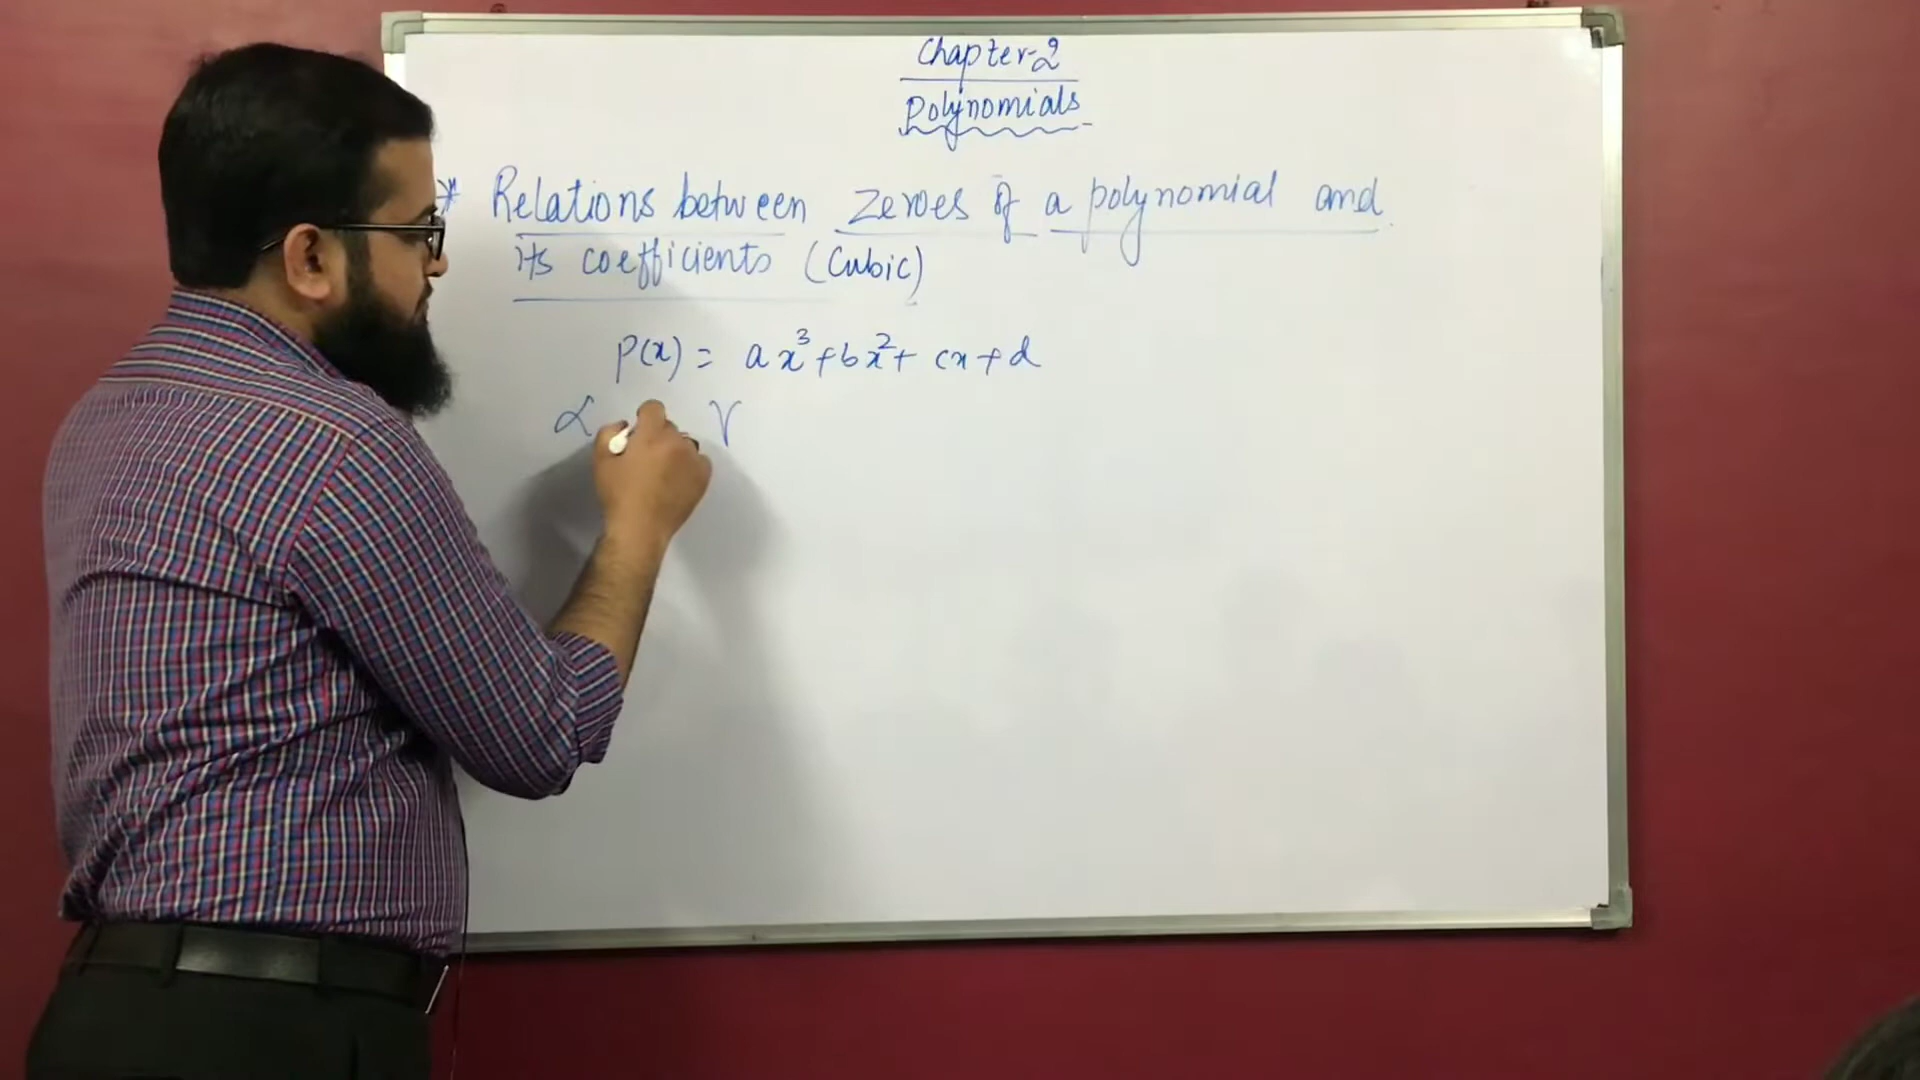 Chapter-2
Polynomials
* Relations between zeroes of a polynomial and
its coefficients (Cubic)
P(x) = ax³+bx²+ cx+d
α γ